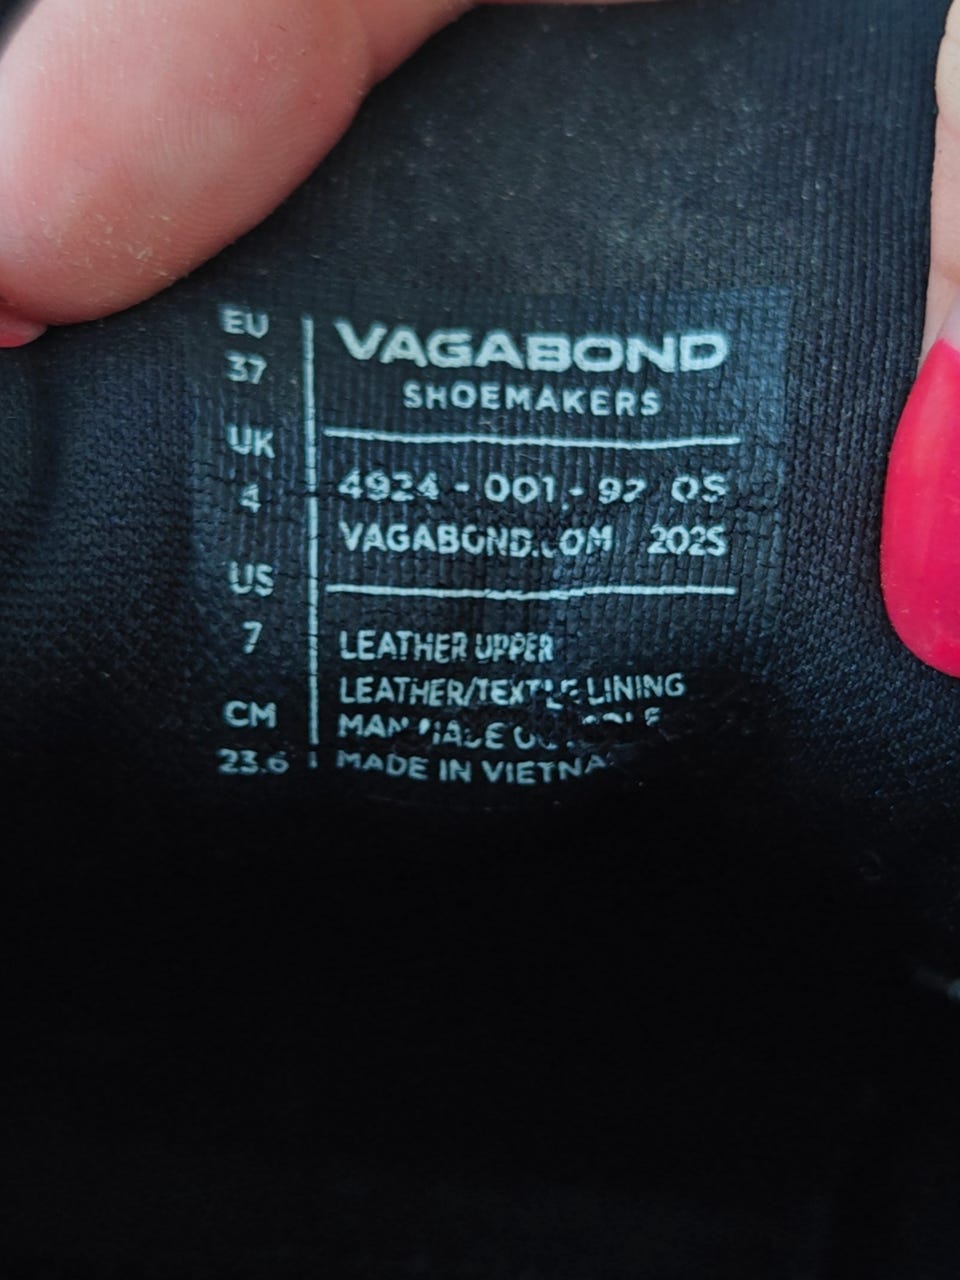 EU
37
UK
4
US
7
CM
23.6
VAGABOND
SHOEMAKERS
4924 - 001 - 92 OS
VAGABOND.COM 202S
LEATHER UPPER
LEATHER/TEXTILE LINING
MADE IN